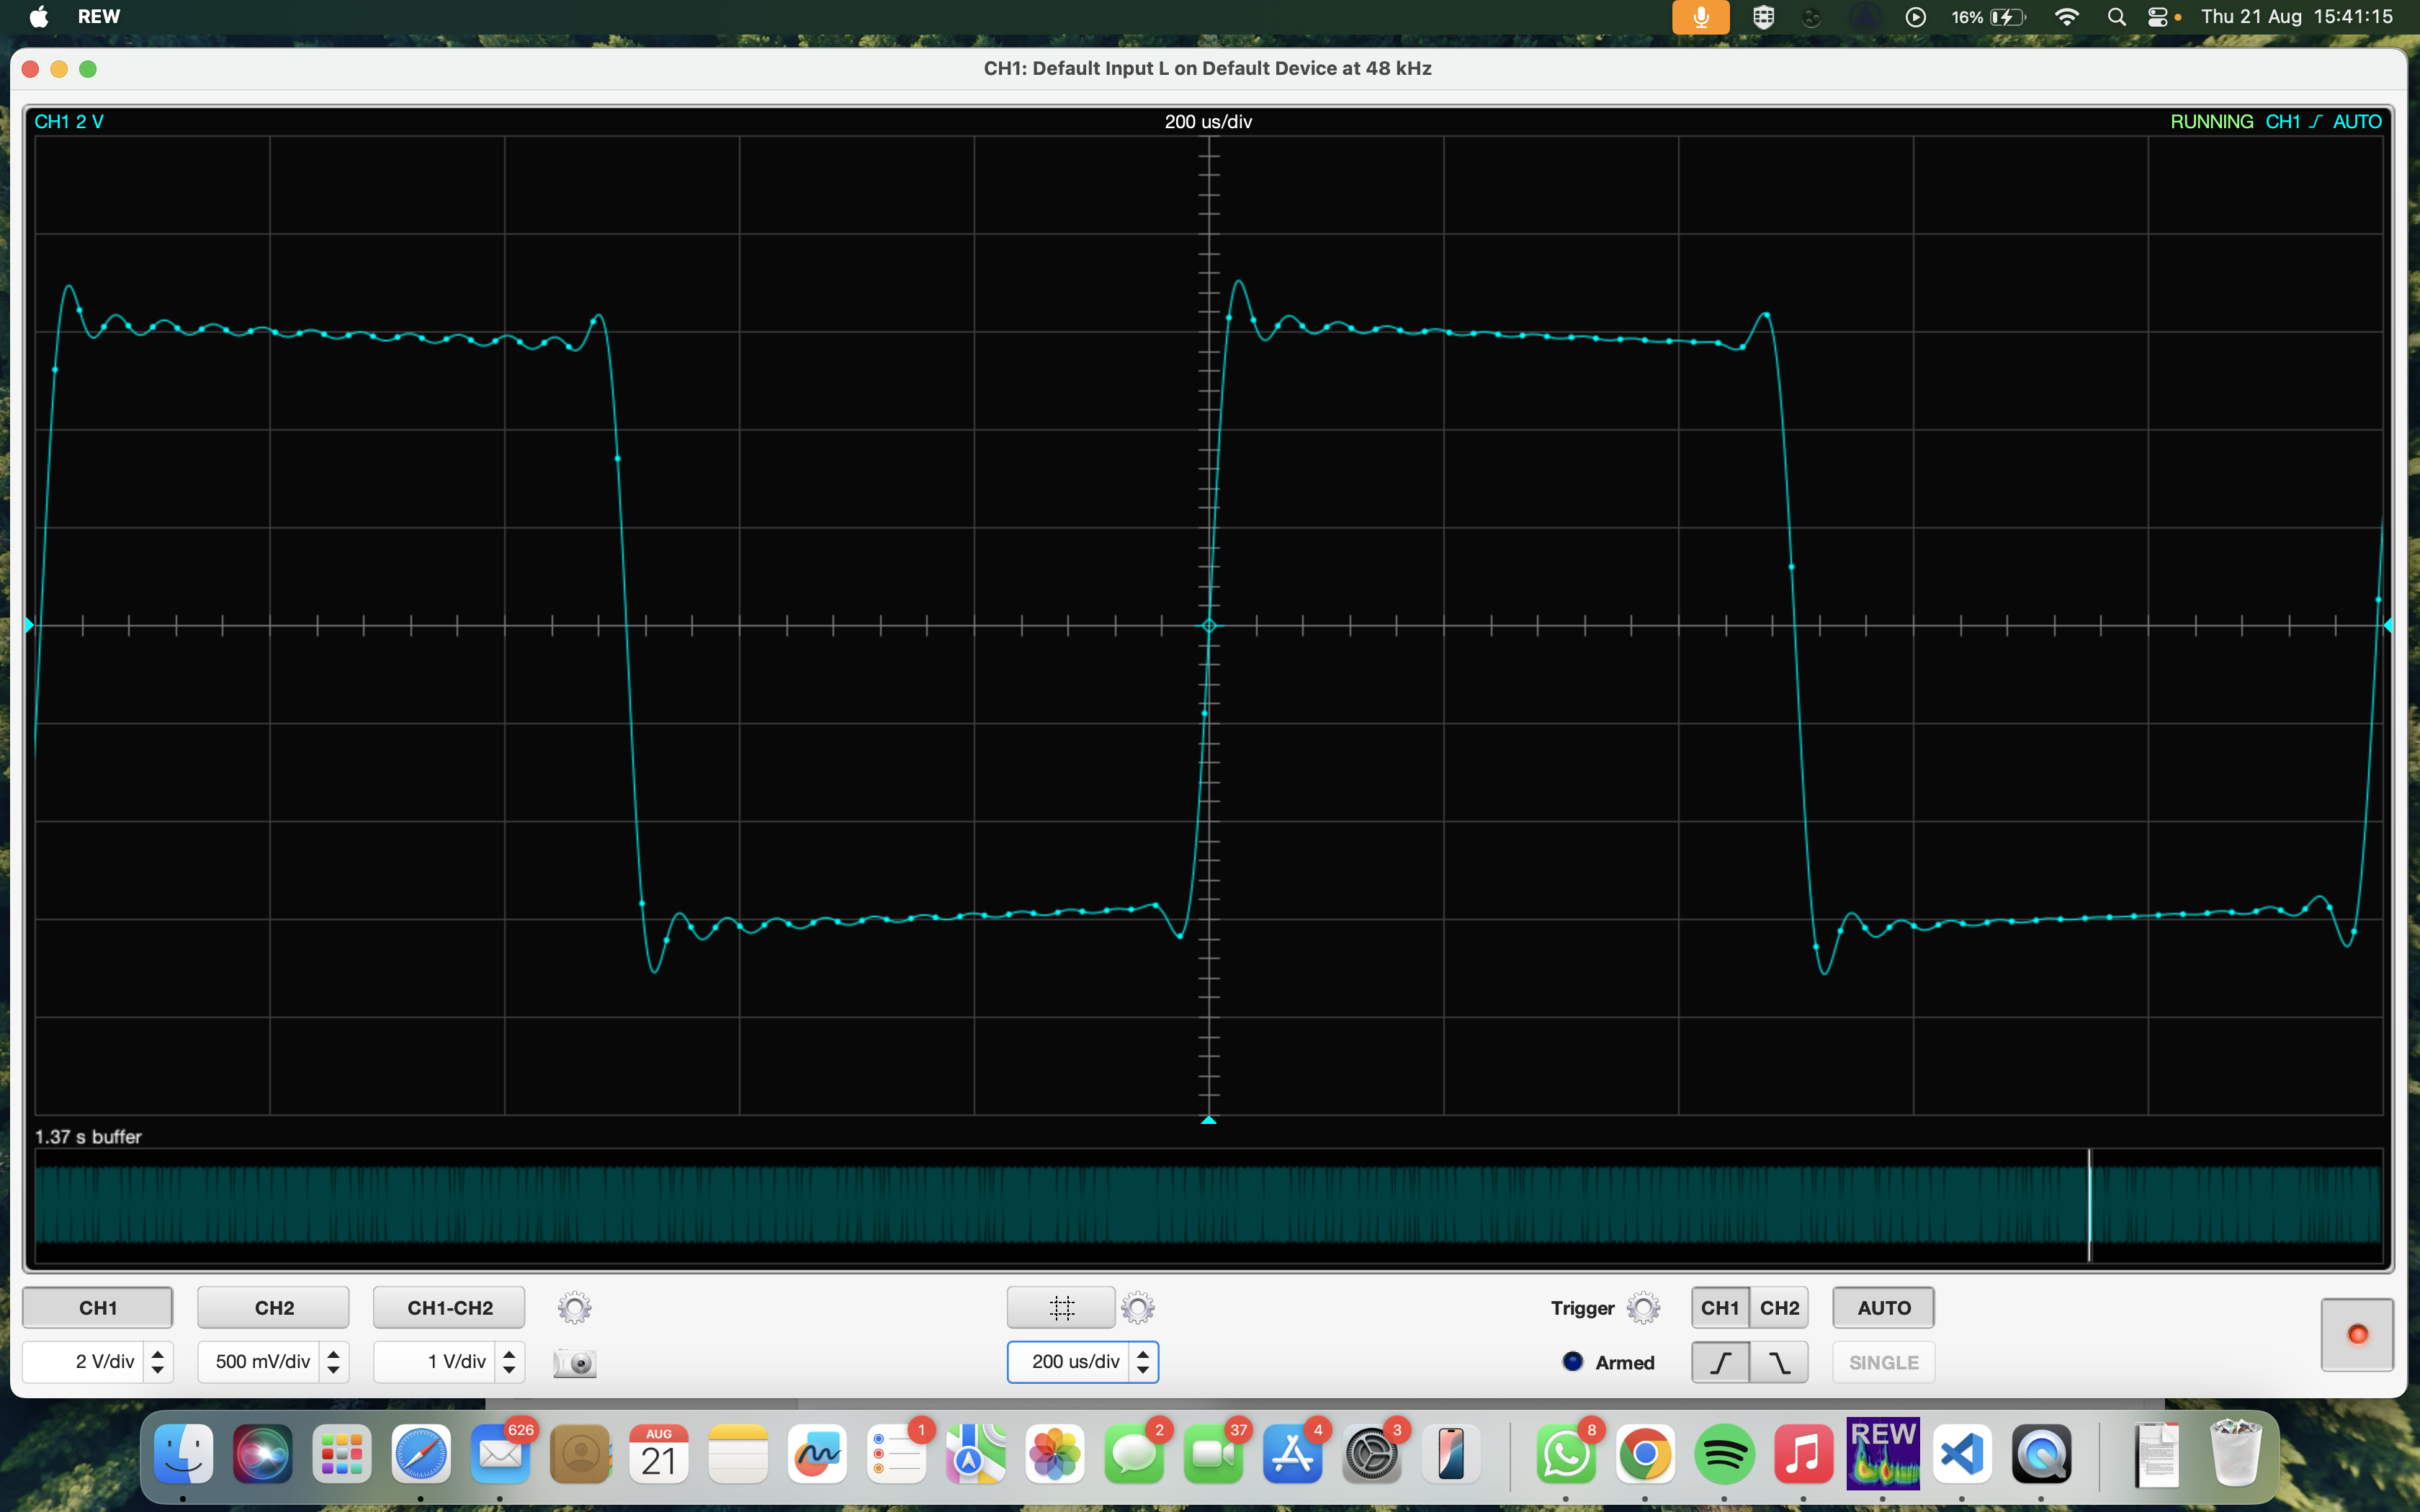 REW
16%
Thu 21 Aug 15:41:15
CH1: Default Input L on Default Device at 48 kHz
CH1 2 V
200 us/div
RUNNING CH1 AUTO
1.37 s buffer
CH1
CH2
CH1-CH2
Trigger
CH1
CH2
AUTO
2 V/div
500 mV/div
1 V/div
200 us/div
Armed
SINGLE
626
AUG
21
1
2
37
4
3
8
REW